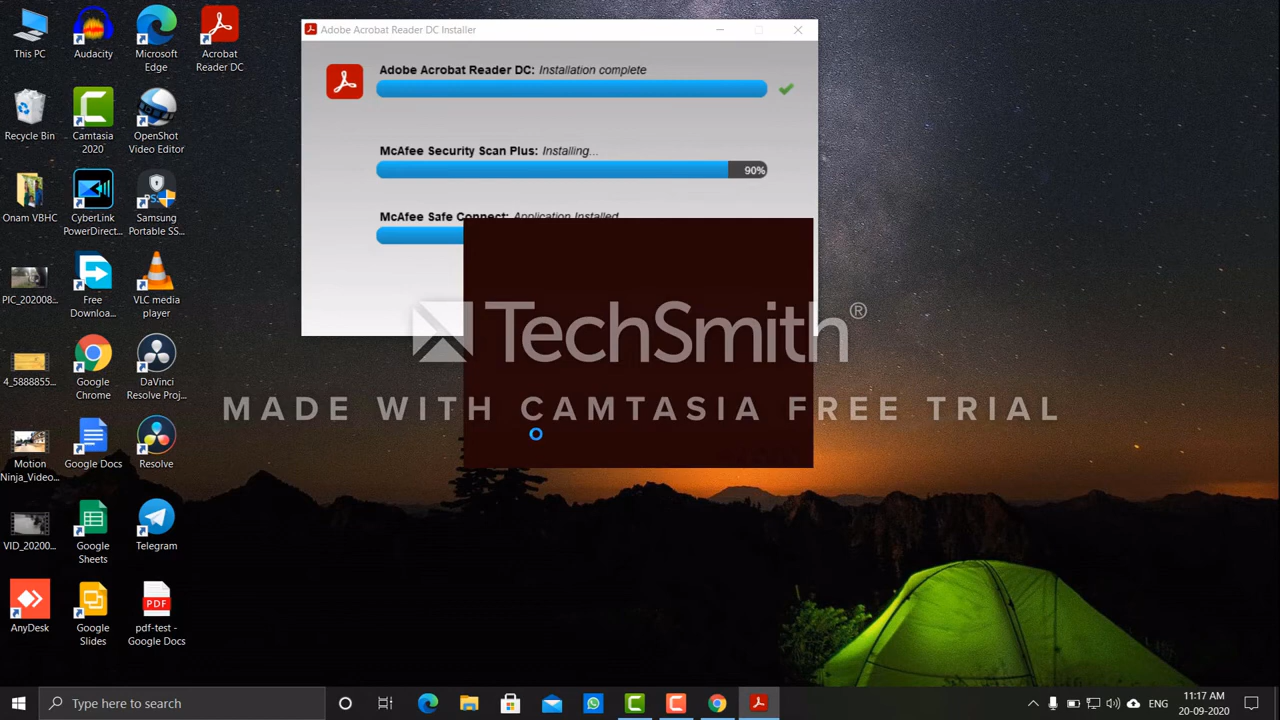 This PC
Audacity
Microsoft
Edge
Acrobat
Reader DC
Recycle Bin
Camtasia
2020
OpenShot
Video Editor
Onam VBHC
CyberLink
PowerDirect...
Samsung
Portable SS...
PIC_202008...
Free
Downloa...
VLC media
player
4_5888855...
Google
Chrome
DaVinci
Resolve Proj...
Motion
Ninja_Video...
Google Docs
Resolve
VID_20200...
Google
Sheets
Telegram
AnyDesk
Google
Slides
PDF
pdf-test -
Google Docs
Adobe Acrobat Reader DC Installer
Adobe Acrobat Reader DC: Installation complete
McAfee Security Scan Plus: Installing...
90%
McAfee Safe Connect: Application Installed
TechSmith®
MADE WITH CAMTASIA FREE TRIAL
Type here to search
ENG
11:17 AM
20-09-2020